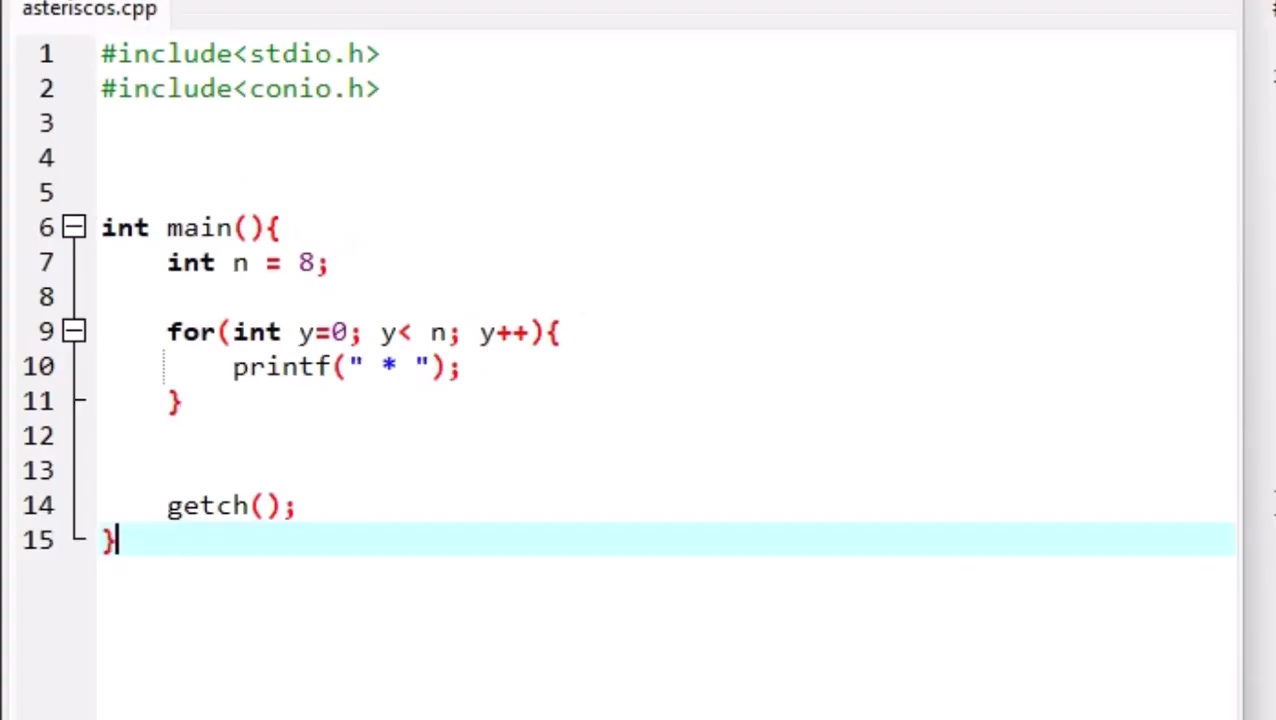 asteriscos.cpp
1 #include<stdio.h>
2 #include<conio.h>
3
4
5
6 int main(){
7     int n = 8;
8
9     for(int y=0; y< n; y++){
10         printf(" * ");
11     }
12
13
14     getch();
15 }